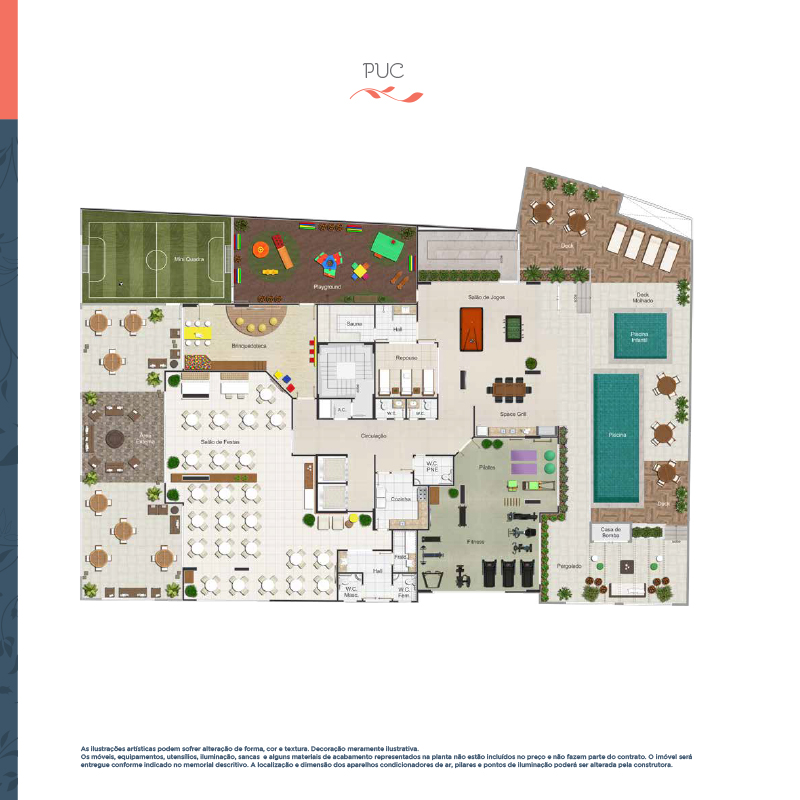 PUC
Deck
Mini Quadra
Playground
Salão de Jogos
Deck
Molhado
Sauna
Hall
Piscina
Infantil
Brinquedoteca
Repouso
A.C.
W.C.
W.C.
Space Grill
Circulação
Piscina
Área
Externa
Salão de Festas
W.C.
PNE
Pilates
Cozinha
Deck
Casa de
Bomba
Fitness
Hall
Pergolado
W.C.
Masc.
W.C.
Fem.
As ilustrações artísticas podem sofrer alteração de forma, cor e textura. Decoração meramente ilustrativa.
Os móveis, equipamentos, utensílios, iluminação, sancas e alguns materiais de acabamento representados na planta não estão incluídos no preço e não fazem parte do contrato. O imóvel será
entregue conforme indicado no memorial descritivo. A localização e dimensão dos aparelhos condicionadores de ar, pilares e pontos de iluminação poderá ser alterada pela construtora.